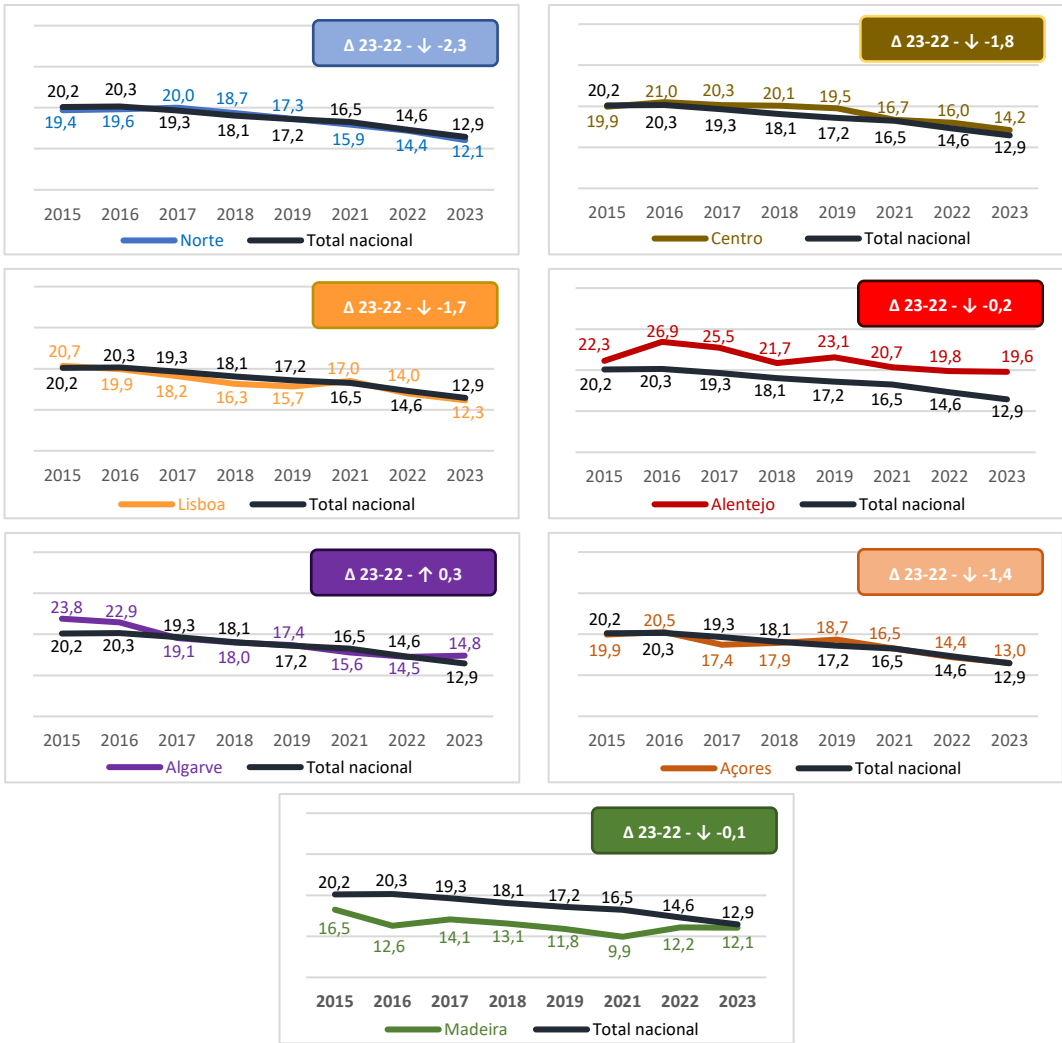 Δ 23-22 - ↓ -2,3
20,2 20,3 20,0 18,7 17,3 16,5 14,6 12,9
19,4 19,6 19,3 18,1 17,2 15,9 14,4 12,1
2015 2016 2017 2018 2019 2021 2022 2023
Norte Total nacional
Δ 23-22 - ↓ -1,8
20,2 21,0 20,3 20,1 19,5 16,7 16,0 14,2
19,9 20,3 19,3 18,1 17,2 16,5 14,6 12,9
2015 2016 2017 2018 2019 2021 2022 2023
Centro Total nacional
Δ 23-22 - ↓ -1,7
20,7 20,3 19,3 18,1 17,2 17,0 14,0 12,9
20,2 19,9 18,2 16,3 15,7 16,5 14,6 12,3
2015 2016 2017 2018 2019 2021 2022 2023
Lisboa Total nacional
Δ 23-22 - ↓ -0,2
22,3 26,9 25,5 21,7 23,1 20,7 19,8 19,6
20,2 20,3 19,3 18,1 17,2 16,5 14,6 12,9
2015 2016 2017 2018 2019 2021 2022 2023
Alentejo Total nacional
Δ 23-22 - ↑ 0,3
23,8 22,9 19,3 18,1 17,4 16,5 14,6 14,8
20,2 20,3 19,1 18,0 17,2 15,6 14,5 12,9
2015 2016 2017 2018 2019 2021 2022 2023
Algarve Total nacional
Δ 23-22 - ↓ -1,4
20,2 20,5 19,3 18,1 18,7 16,5 14,4 13,0
19,9 20,3 17,4 17,9 17,2 16,5 14,6 12,9
2015 2016 2017 2018 2019 2021 2022 2023
Açores Total nacional
Δ 23-22 - ↓ -0,1
20,2 20,3 19,3 18,1 17,2 16,5 14,6 12,9
16,5 12,6 14,1 13,1 11,8 9,9 12,2 12,1
2015 2016 2017 2018 2019 2021 2022 2023
Madeira Total nacional